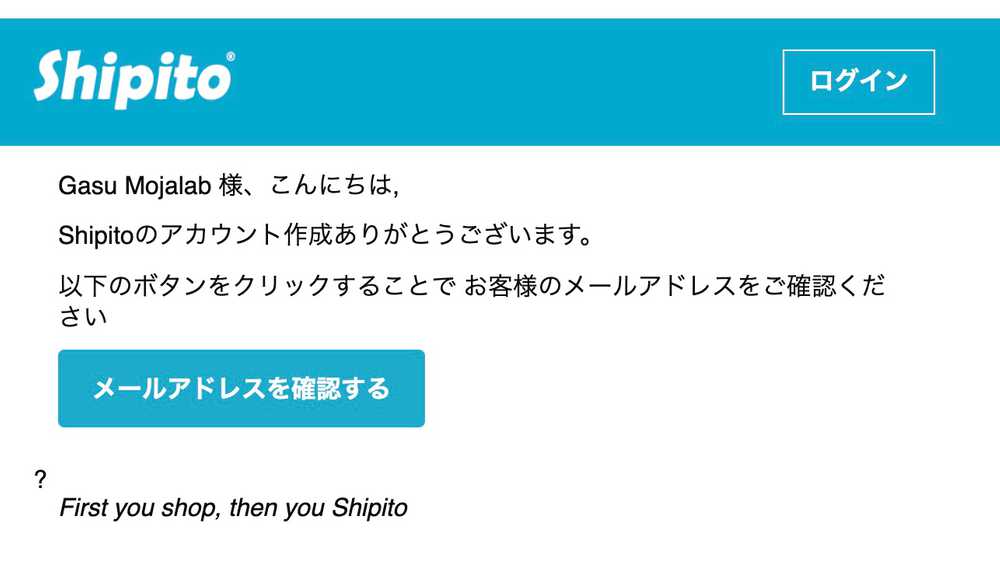 Shipito®
ログイン
Gasu Mojalab 様、こんにちは,
Shipitoのアカウント作成ありがとうございます。
以下のボタンをクリックすることで お客様のメールアドレスをご確認くだ
さい
メールアドレスを確認する
?
First you shop, then you Shipito